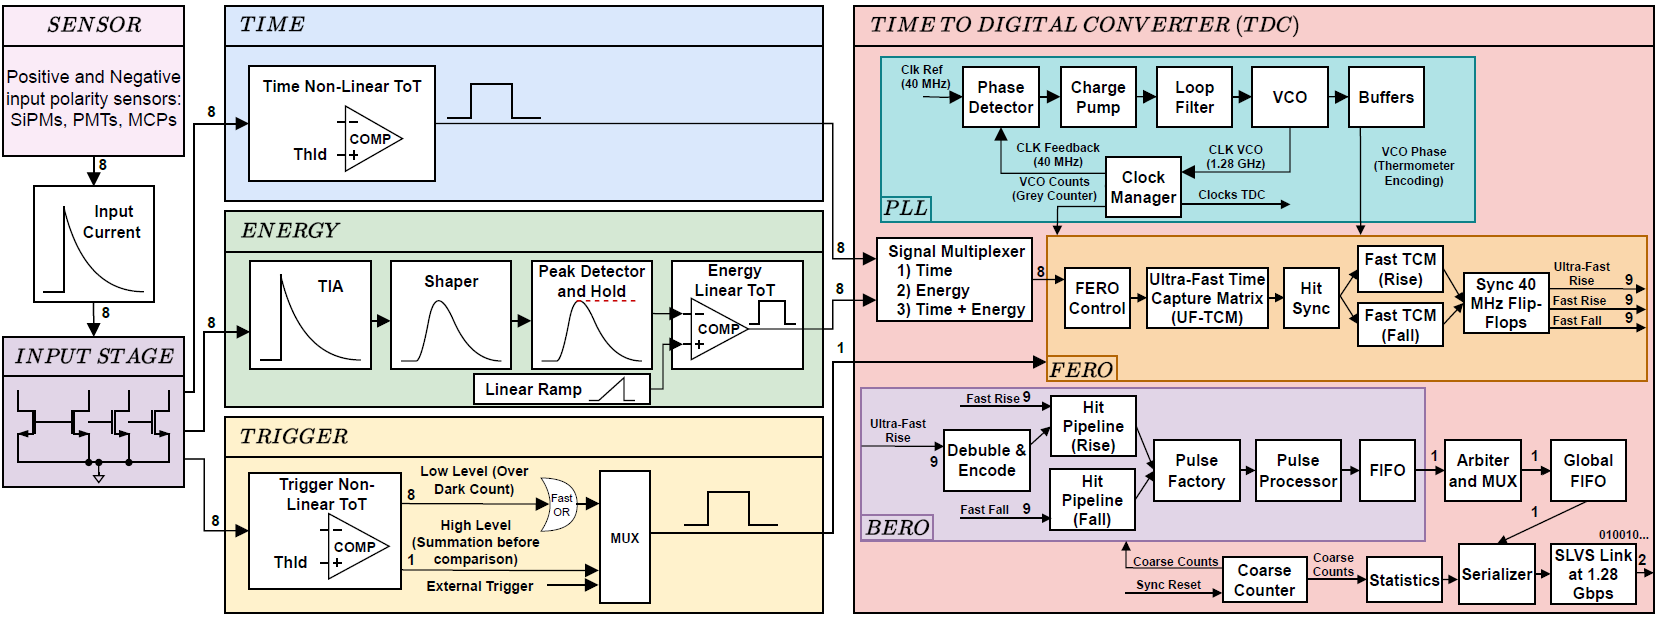 SENSOR
Positive and Negative
input polarity sensors:
SiPMs, PMTs, MCPs
8
Input
Current
8
INPUT STAGE
8
8
8
TIME
Time Non-Linear ToT
COMP
Thld
ENERGY
TIA
Shaper
Peak Detector
and Hold
Energy
Linear ToT
COMP
Linear Ramp
TRIGGER
Trigger Non-
Linear ToT
COMP
Thld
Low Level (Over
Dark Count)
8
Fast
OR
High Level
(Summation before
comparison)
1
External Trigger
MUX
8
8
1
TIME TO DIGITAL CONVERTER (TDC)
Clk Ref
(40 MHz)
Phase
Detector
Charge
Pump
Loop
Filter
VCO
Buffers
CLK Feedback
(40 MHz)
CLK VCO
(1.28 GHz)
VCO Phase
(Thermometer
Encoding)
VCO Counts
(Grey Counter)
Clock
Manager
Clocks TDC
PLL
Signal Multiplexer
1) Time
2) Energy
3) Time + Energy
8
FERO
Control
Ultra-Fast Time
Capture Matrix
(UF-TCM)
Hit
Sync
Fast TCM
(Rise)
Fast TCM
(Fall)
Sync 40
MHz Flip-
Flops
Ultra-Fast
Rise
9
Fast Rise
9
Fast Fall
9
FERO
Fast Rise 9
Ultra-Fast
Rise
9
Debuble &
Encode
Hit
Pipeline
(Rise)
Hit
Pipeline
(Fall)
Fast Fall 9
Pulse
Factory
Pulse
Processor
FIFO
BERO
1
Arbiter
and MUX
1
Global
FIFO
1
Coarse Counts
Sync Reset
Coarse
Counter
Coarse
Counts
Statistics
Serializer
010010...
SLVS Link
at 1.28
Gbps
2